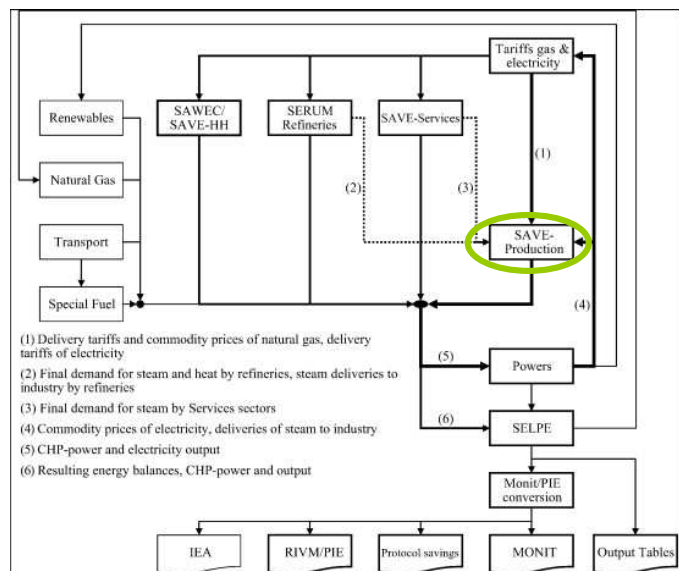 Tariffs gas &
electricity
Renewables
SAWEC/
SAVE-HH
SERUM
Refineries
SAVE-Services
(1)
(2)
(3)
Natural Gas
Transport
SAVE-
Production
Special Fuel
(4)
(1) Delivery tariffs and commodity prices of natural gas, delivery
tariffs of electricity
(2) Final demand for steam and heat by refineries, steam deliveries to
industry by refineries
(3) Final demand for steam by Services sectors
(4) Commodity prices of electricity, deliveries of steam to industry
(5) CHP-power and electricity output
(6) Resulting energy balances, CHP-power and output
(5)
Powers
(6)
SELPE
Monit/PIE
conversion
IEA
RIVM/PIE
Protocol savings
MONIT
Output Tables